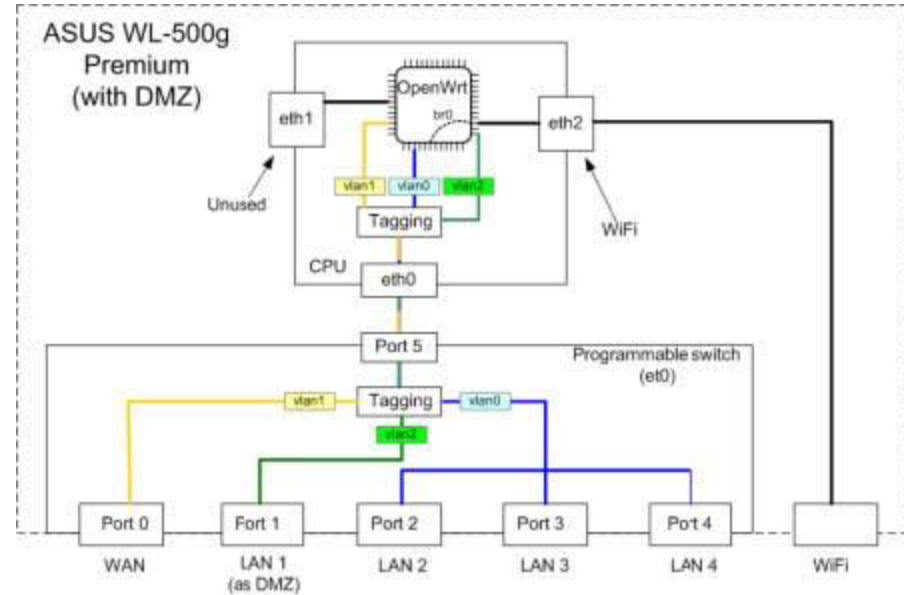 ASUS WL-500g
Premium
(with DMZ)
OpenWrt
br0
eth1
eth2
vlan1
vlan0
vlan2
Unused
Tagging
WiFi
CPU
eth0
Port 5
Programmable switch
(et0)
vlan1
Tagging
vlan0
vlan2
Port 0
Fort 1
Port 2
Port 3
Port 4
WAN
LAN 1
(as DMZ)
LAN 2
LAN 3
LAN 4
WiFi